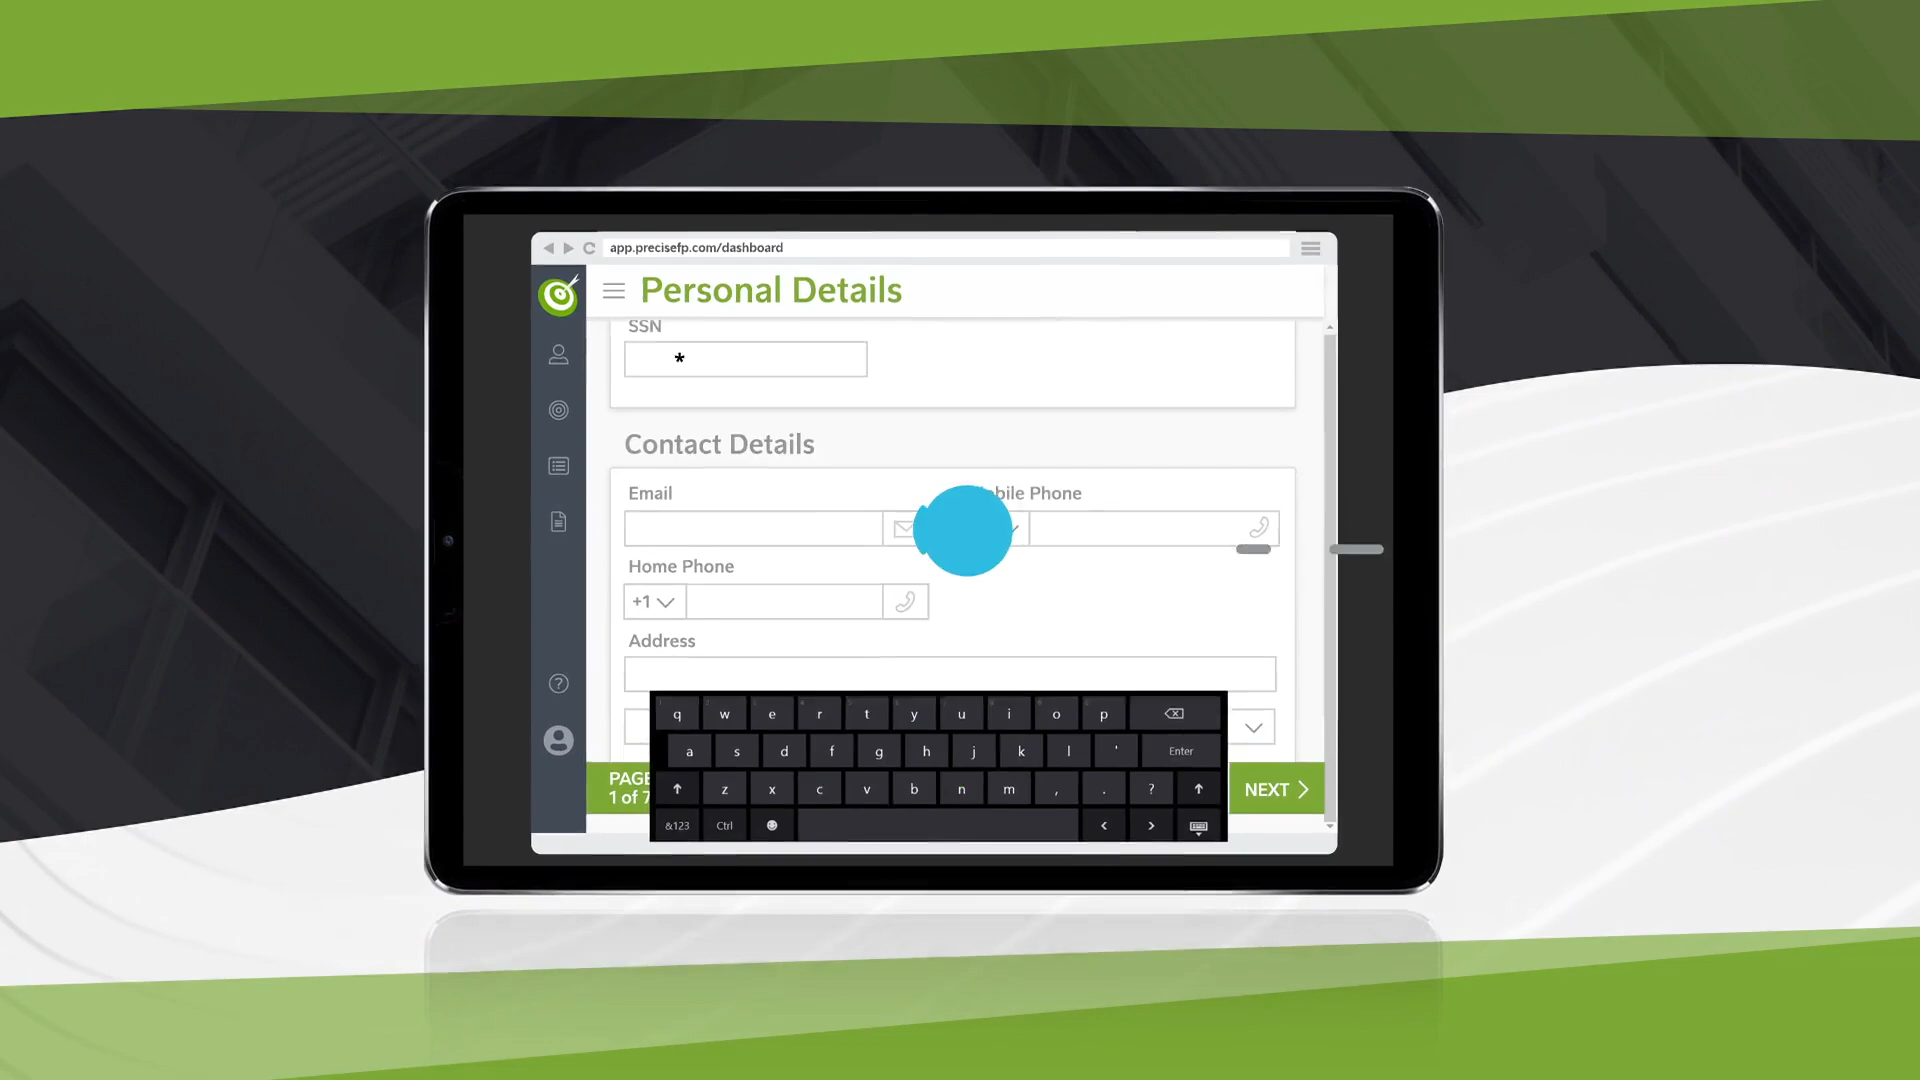 app.precisefp.com/dashboard
Personal Details
SSN
*
Contact Details
Email
Phone
Home Phone
+1
Address
q w e r t y u i o p
a s d f g h j k l ' Enter
z x c v b n m , . ?
&123 Ctrl < >
PAGE
1 of 7
NEXT >
?